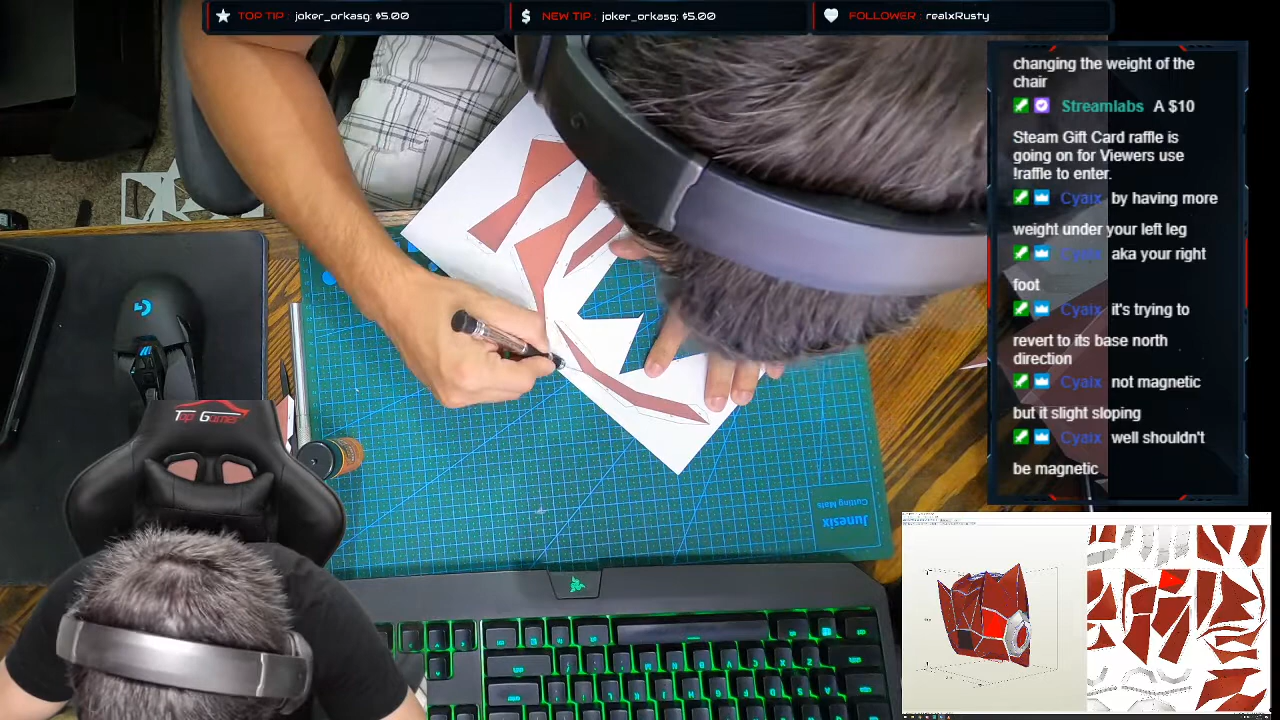 TOP TIP : joker_orkasg: $5.00
NEW TIP : joker_orkasg: $5.00
FOLLOWER : realxRusty
changing the weight of the
chair
Streamlabs A $10
Steam Gift Card raffle is
going on for Viewers use
!raffle to enter.
Cyaix by having more
weight under your left leg
Cyaix aka your right
foot
Cyaix it's trying to
revert to its base north
direction
Cyaix not magnetic
but it slight sloping
Cyaix well shouldn't
be magnetic
Top Gamer
Junesix
Cutting Mats